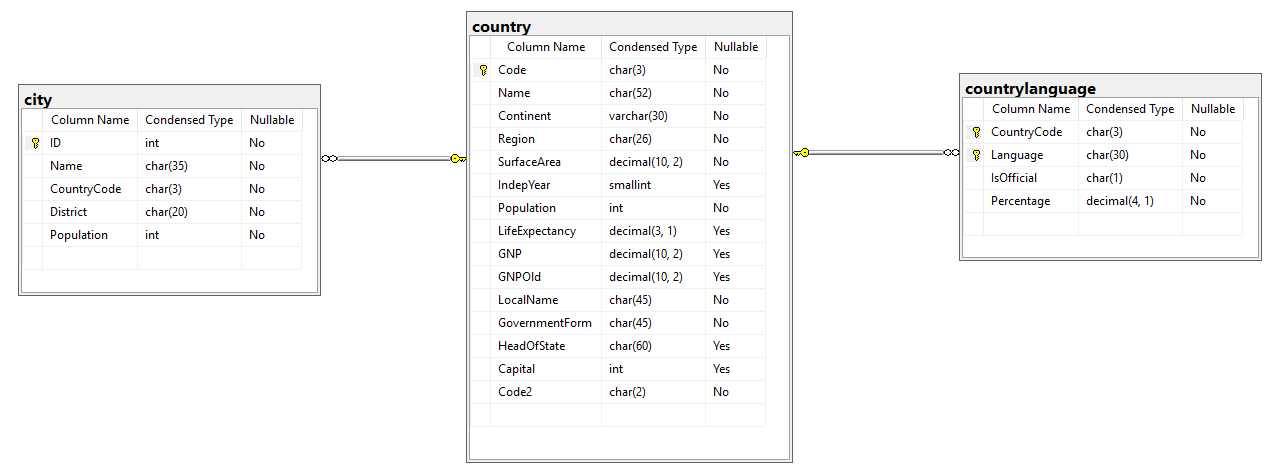 city
Column Name Condensed Type Nullable
ID int No
Name char(35) No
CountryCode char(3) No
District char(20) No
Population int No
country
Column Name Condensed Type Nullable
Code char(3) No
Name char(52) No
Continent varchar(30) No
Region char(26) No
SurfaceArea decimal(10, 2) No
IndepYear smallint Yes
Population int No
LifeExpectancy decimal(3, 1) Yes
GNP decimal(10, 2) Yes
GNPOld decimal(10, 2) Yes
LocalName char(45) No
GovernmentForm char(45) No
HeadOfState char(60) Yes
Capital int Yes
Code2 char(2) No
countrylanguage
Column Name Condensed Type Nullable
CountryCode char(3) No
Language char(30) No
IsOfficial char(1) No
Percentage decimal(4, 1) No